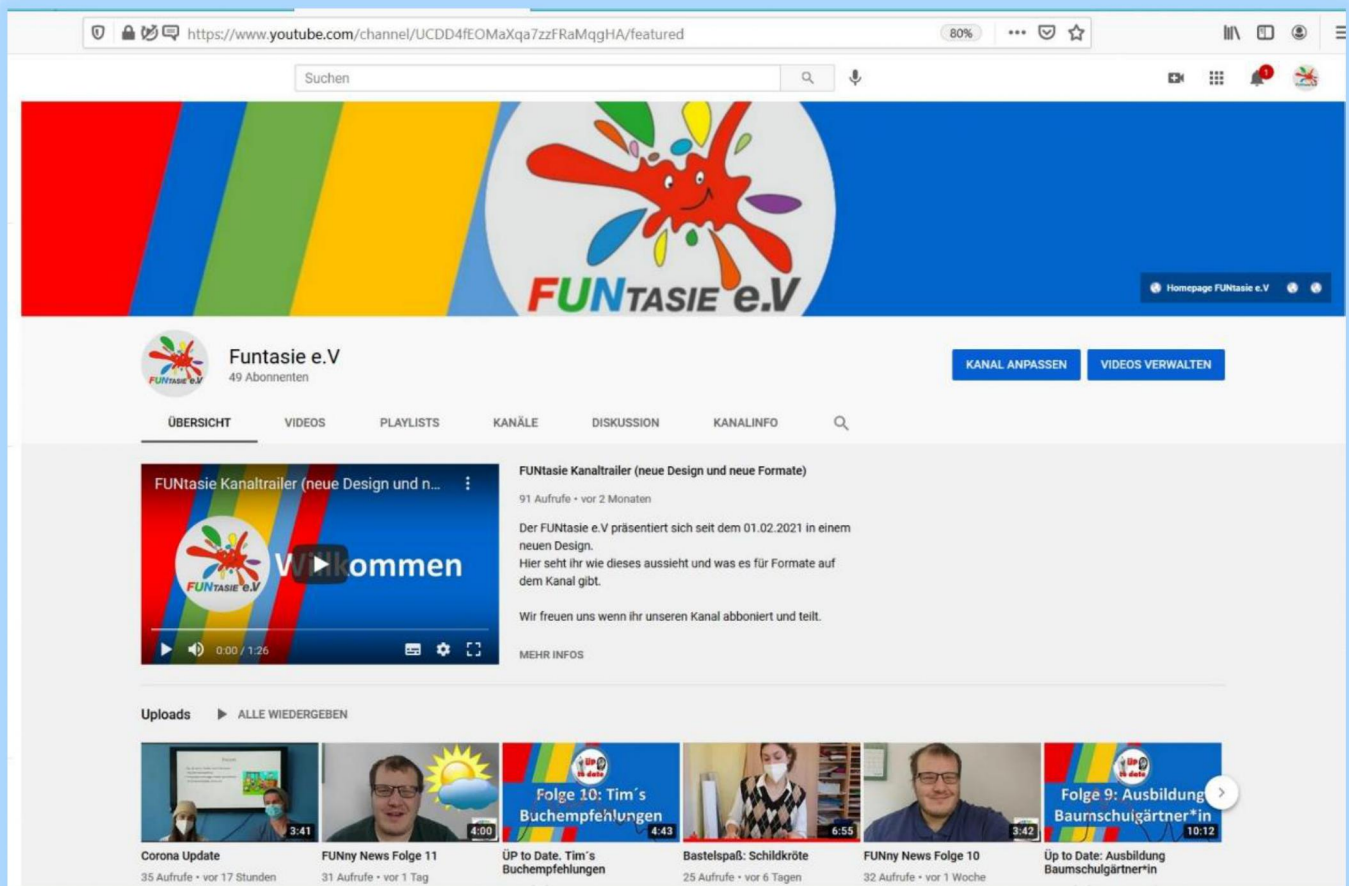 https://www.youtube.com/channel/UCDD4fEOMaXqa7zzFRaMqgHA/featured
80%
Suchen
1
FUNTASIE e.V
Homepage FUNtasie e.V
FUNTASIE e.V
Funtasie e.V
49 Abonnenten
KANAL ANPASSEN
VIDEOS VERWALTEN
ÜBERSICHT VIDEOS PLAYLISTS KANÄLE DISKUSSION KANALINFO
FUNtasie Kanaltrailer (neue Design und n...
Willkommen
FUNTASIE e.V
0:00 / 1:26
FUNtasie Kanaltrailer (neue Design und neue Formate)
91 Aufrufe • vor 2 Monaten
Der FUNtasie e.V präsentiert sich seit dem 01.02.2021 in einem
neuen Design.
Hier seht ihr wie dieses aussieht und was es für Formate auf
dem Kanal gibt.
Wir freuen uns wenn ihr unseren Kanal abboniert und teilt.
MEHR INFOS
Uploads ALLE WIEDERGEBEN
3:41
Corona Update
35 Aufrufe • vor 17 Stunden
4:00
FUNny News Folge 11
31 Aufrufe • vor 1 Tag
ÜP
to date
Folge 10: Tim´s
Buchempfehlungen
4:43
ÜP to Date. Tim´s
Buchempfehlungen
6:55
Bastelspaß: Schildkröte
25 Aufrufe • vor 6 Tagen
3:42
FUNny News Folge 10
32 Aufrufe • vor 1 Woche
ÜP
to date
Folge 9: Ausbildung
Baumschulgärtner*in
10:12
Üp to Date: Ausbildung
Baumschulgärtner*in